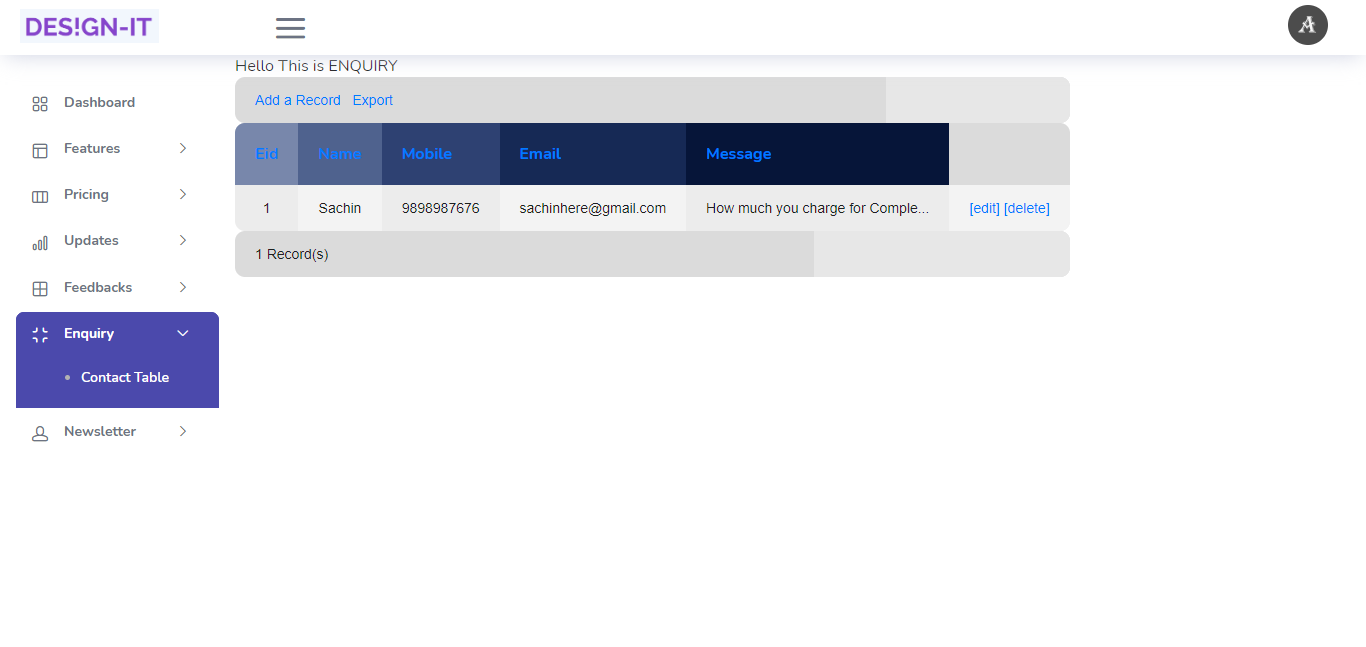 DES!GN-IT
A
Hello This is ENQUIRY
Dashboard
Features
Pricing
Updates
Feedbacks
Enquiry
Contact Table
Newsletter
Add a Record Export
Eid Name Mobile Email Message
1 Sachin 9898987676 sachinhere@gmail.com How much you charge for Comple... [edit] [delete]
1 Record(s)